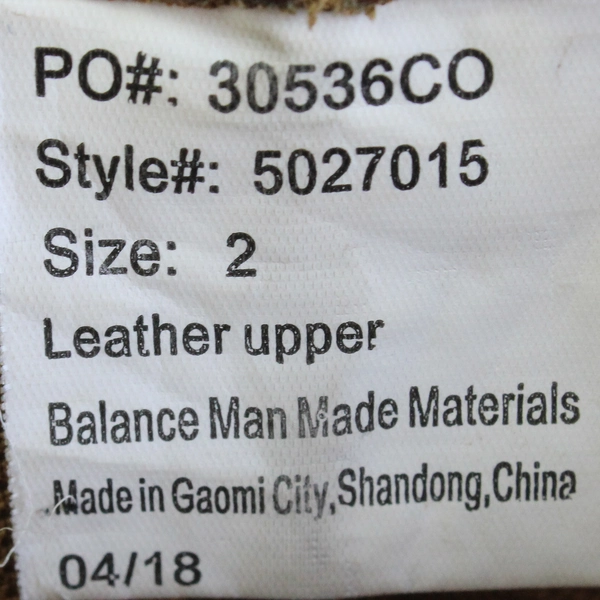 PO#: 30536CO
Style#: 5027015
Size: 2
Leather upper
Balance Man Made Materials
Made in Gaomi City,Shandong,China
04/18